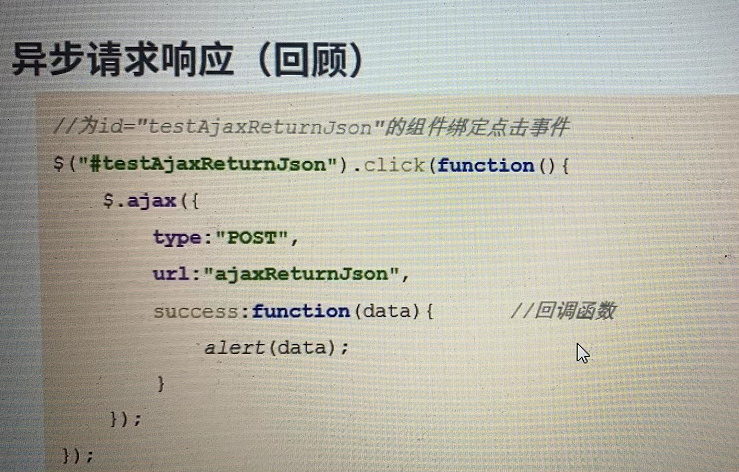 异步请求响应（回顾）
//为id="testAjaxReturnJson"的组件绑定点击事件
$("#testAjaxReturnJson").click(function(){
$.ajax({
type:"POST",
url:"ajaxReturnJson",
success:function(data){ //回调函数
alert(data);
}
});
});